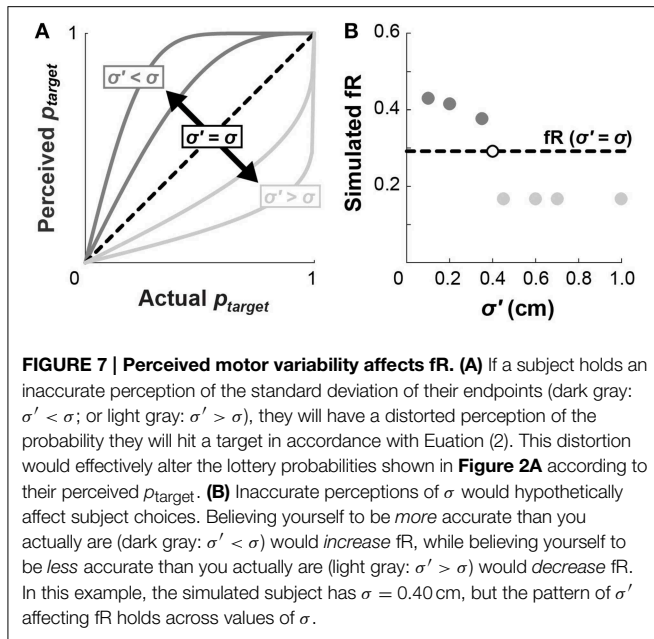 A
1
Perceived p_target
σ′ < σ
σ′ = σ
σ′ > σ
0
1
Actual p_target
B
0.6
0.4
0.2
Simulated fR
fR (σ′ = σ)
0 0.2 0.4 0.6 0.8 1.0
σ′ (cm)
FIGURE 7 | Perceived motor variability affects fR. (A) If a subject holds an
inaccurate perception of the standard deviation of their endpoints (dark gray:
σ′ < σ; or light gray: σ′ > σ), they will have a distorted perception of the
probability they will hit a target in accordance with Euation (2). This distortion
would effectively alter the lottery probabilities shown in Figure 2A according to
their perceived p_target. (B) Inaccurate perceptions of σ would hypothetically
affect subject choices. Believing yourself to be more accurate than you
actually are (dark gray: σ′ < σ) would increase fR, while believing yourself to
be less accurate than you actually are (light gray: σ′ > σ) would decrease fR.
In this example, the simulated subject has σ = 0.40 cm, but the pattern of σ′
affecting fR holds across values of σ.